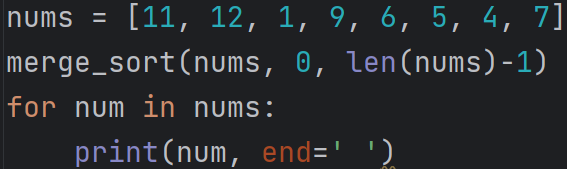 nums = [11, 12, 1, 9, 6, 5, 4, 7]
merge_sort(nums, 0, len(nums)-1)
for num in nums:
    print(num, end=' ')